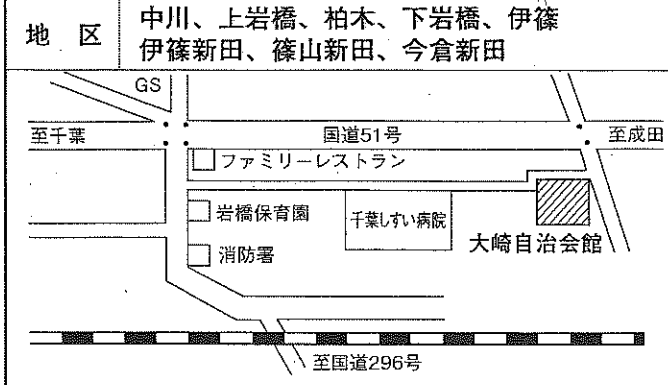 地区
中川、上岩橋、柏木、下岩橋、伊篠
伊篠新田、篠山新田、今倉新田
GS
至千葉
国道51号
至成田
ファミリーレストラン
岩橋保育園
千葉しすい病院
大崎自治会館
消防署
至国道296号